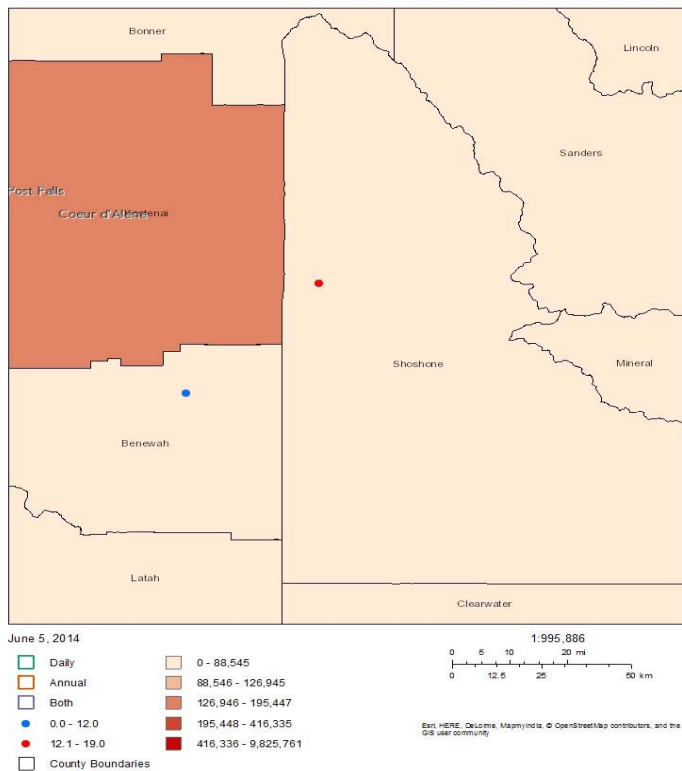 Bonner
Lincoln
Sanders
Post Falls
Coeur d'Alene
Shoshone
Mineral
Benewah
Latah
Clearwater
June 5, 2014
1:995,886
Daily
Annual
Both
0.0 - 12.0
12.1 - 19.0
County Boundaries
0 - 88,545
88,546 - 126,945
126,946 - 195,447
195,448 - 416,335
416,336 - 9,825,761
0 5 10 20 mi
0 12.5 25 50 km
Esri, HERE, DeLorme, MapmyIndia, © OpenStreetMap contributors, and the
GIS user community